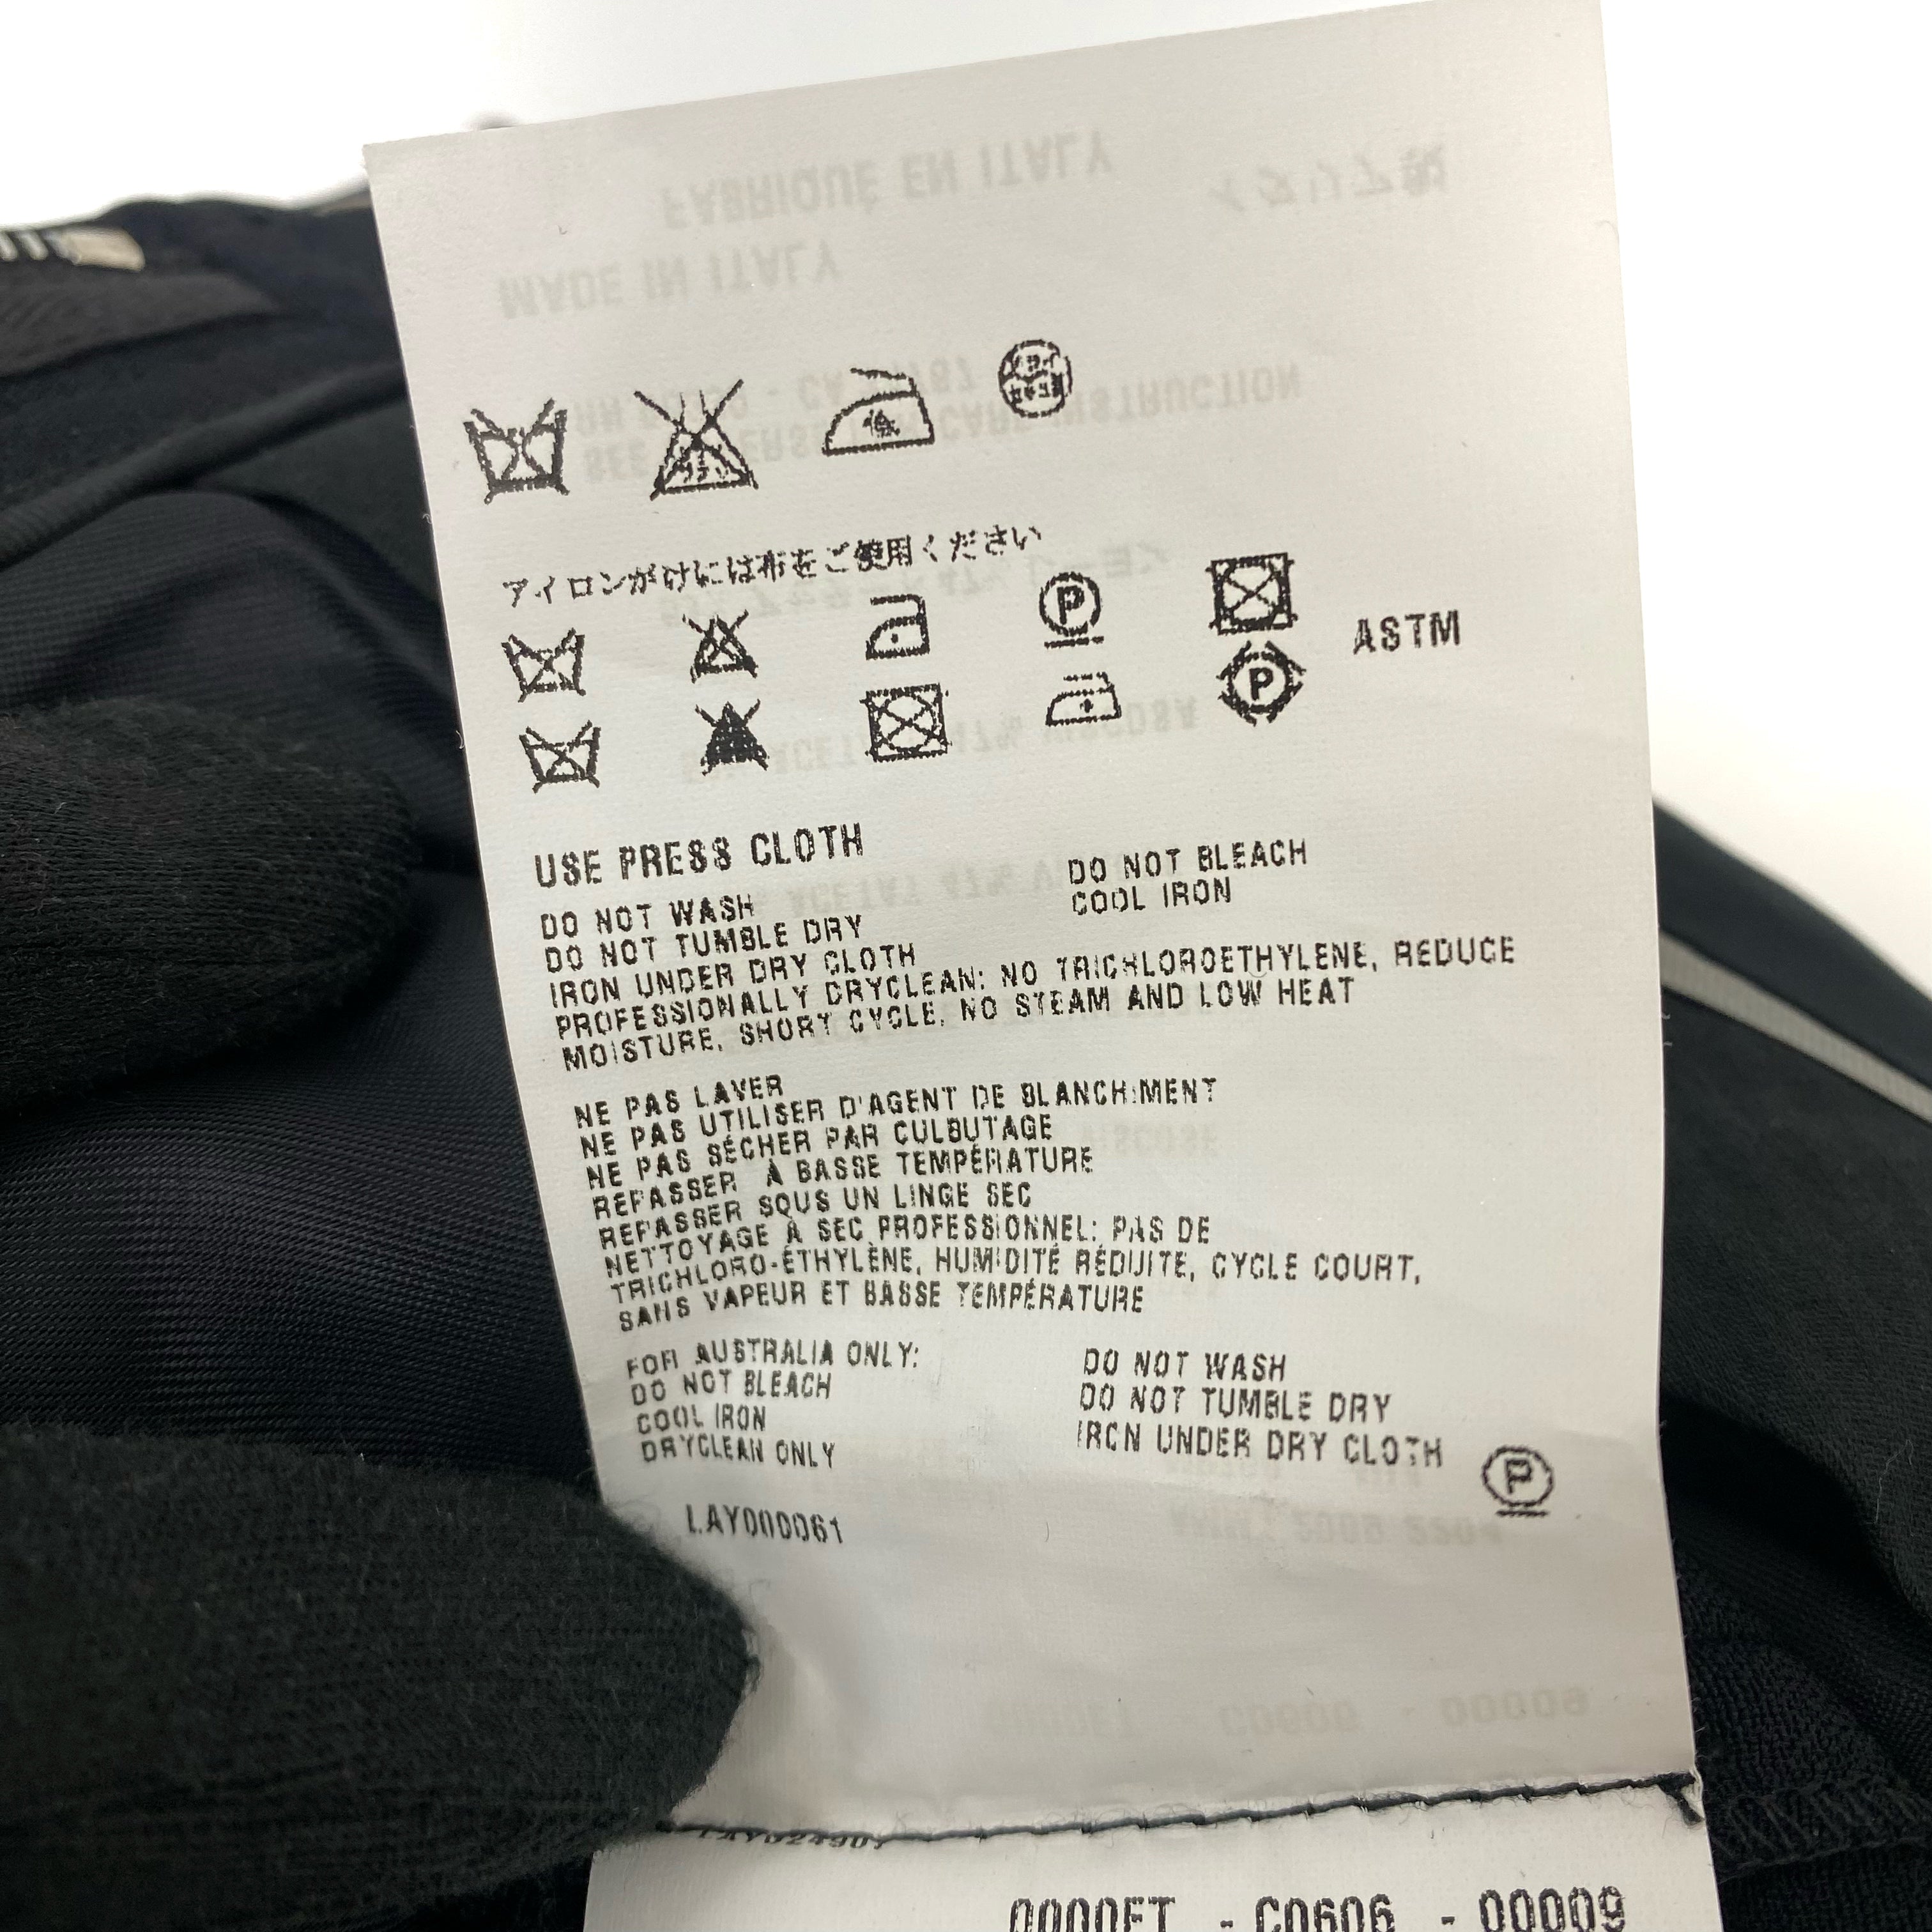 アイロンがけには布をご使用ください
P
ASTM
P
USE PRESS CLOTH
DO NOT WASH
DO NOT BLEACH
DO NOT TUMBLE DRY
COOL IRON
IRON UNDER DRY CLOTH
PROFESSIONALLY DRYCLEAN: NO TRICHLOROETHYLENE, REDUCE
MOISTURE, SHORT CYCLE, NO STEAM AND LOW HEAT
NE PAS LAVER
NE PAS UTILISER D'AGENT DE BLANCHIMENT
NE PAS SÉCHER PAR CULBUTAGE
REPASSER À BASSE TEMPÉRATURE
REPASSER SOUS UN LINGE SEC
NETTOYAGE À SEC PROFESSIONNEL: PAS DE
TRICHLORO-ÉTHYLÈNE, HUMIDITÉ RÉDUITE, CYCLE COURT,
SANS VAPEUR ET BASSE TEMPÉRATURE
FOR AUSTRALIA ONLY:
DO NOT BLEACH
COOL IRON
DRYCLEAN ONLY
DO NOT WASH
DO NOT TUMBLE DRY
IRON UNDER DRY CLOTH
P
LAY000061
0000FT - C0606 - 00009